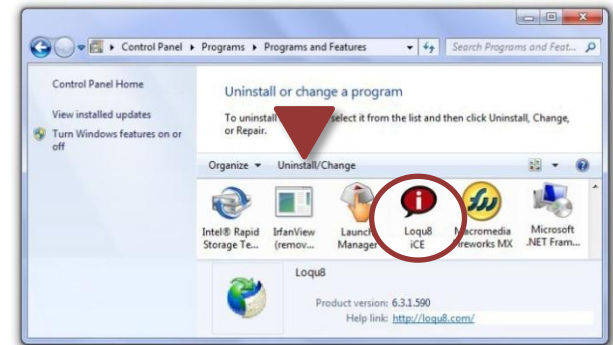 Control Panel Programs Programs and Features
Search Programs and Feat...
Control Panel Home
View installed updates
Turn Windows features on or
off
Uninstall or change a program
To uninstall select it from the list and then click Uninstall, Change,
or Repair.
Organize Uninstall/Change
Intel® Rapid
Storage Te...
IrfanView
(remov...
Launch
Manager
Loqu8
iCE
Macromedia
Fireworks MX
Microsoft
.NET Fram...
Loqu8
Product version: 6.3.1.590
Help link: http://loqu8.com/